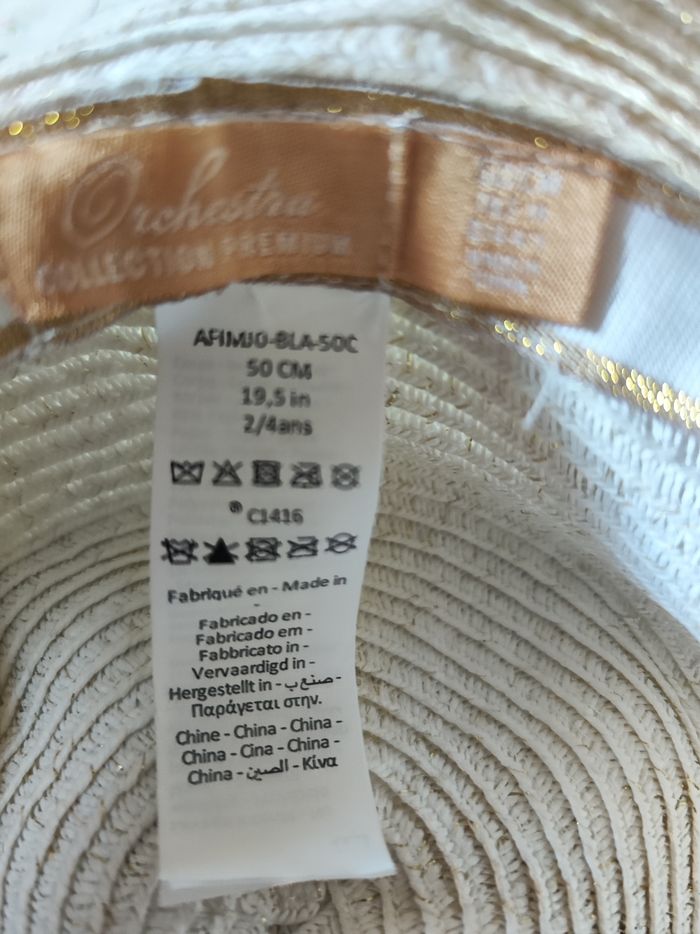 Orchestra
COLLECTION PREMIUM
AFIMJO-BLA-50C
50 CM
19,5 in
2/4ans
® C1416
Fabriqué en - Made in
-
Fabricado en -
Fabricado em -
Fabbricato in -
Vervaardigd in -
Hergestellt in - صنع ب -
Παράγεται στην.
Chine - China - China -
China - Cina - China -
China - الصين - Κίνα